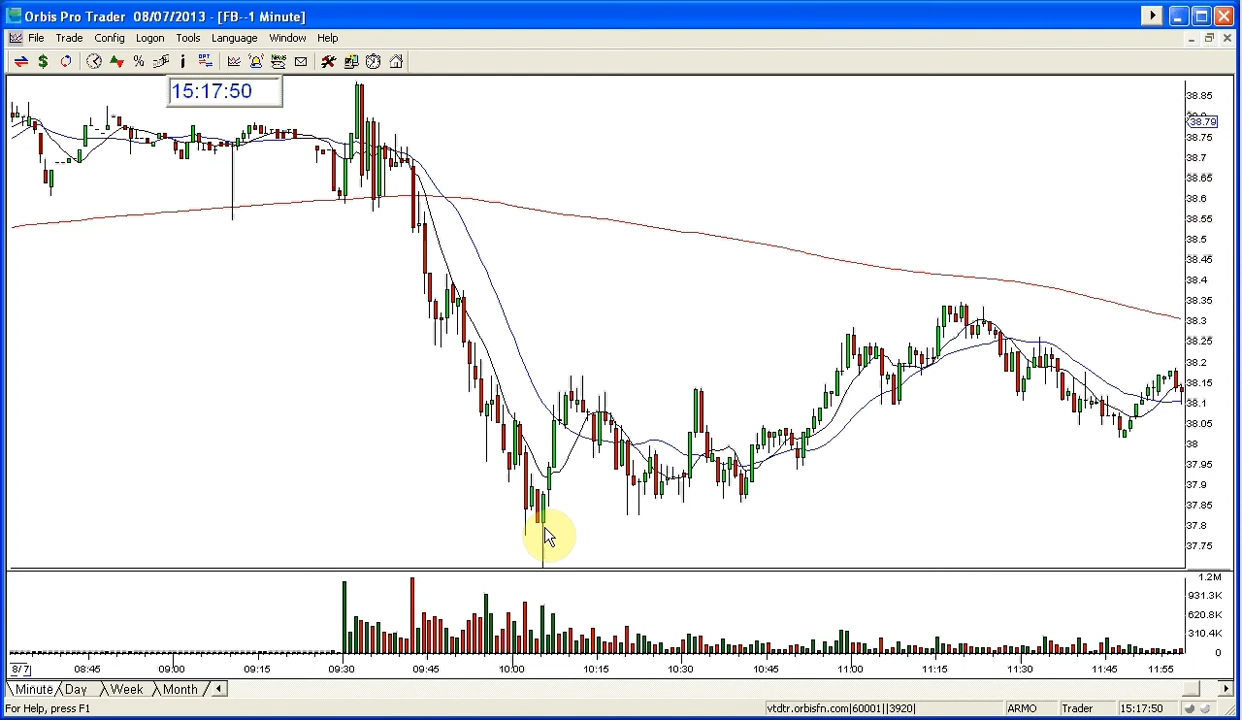 Orbis Pro Trader 08/07/2013 - [FB--1 Minute]
File Trade Config Logon Tools Language Window Help
15:17:50
38.85
38.79
38.75
38.7
38.65
38.6
38.55
38.5
38.45
38.4
38.35
38.3
38.25
38.2
38.15
38.1
38.05
38
37.95
37.9
37.85
37.8
37.75
1.2M
931.3K
620.8K
310.4K
0
8/7 08:45 09:00 09:15 09:30 09:45 10:00 10:15 10:30 10:45 11:00 11:15 11:30 11:45 11:55
Minute Day Week Month
For Help, press F1 vtdtr.orbisfn.com|60001||3920| ARMO Trader 15:17:50